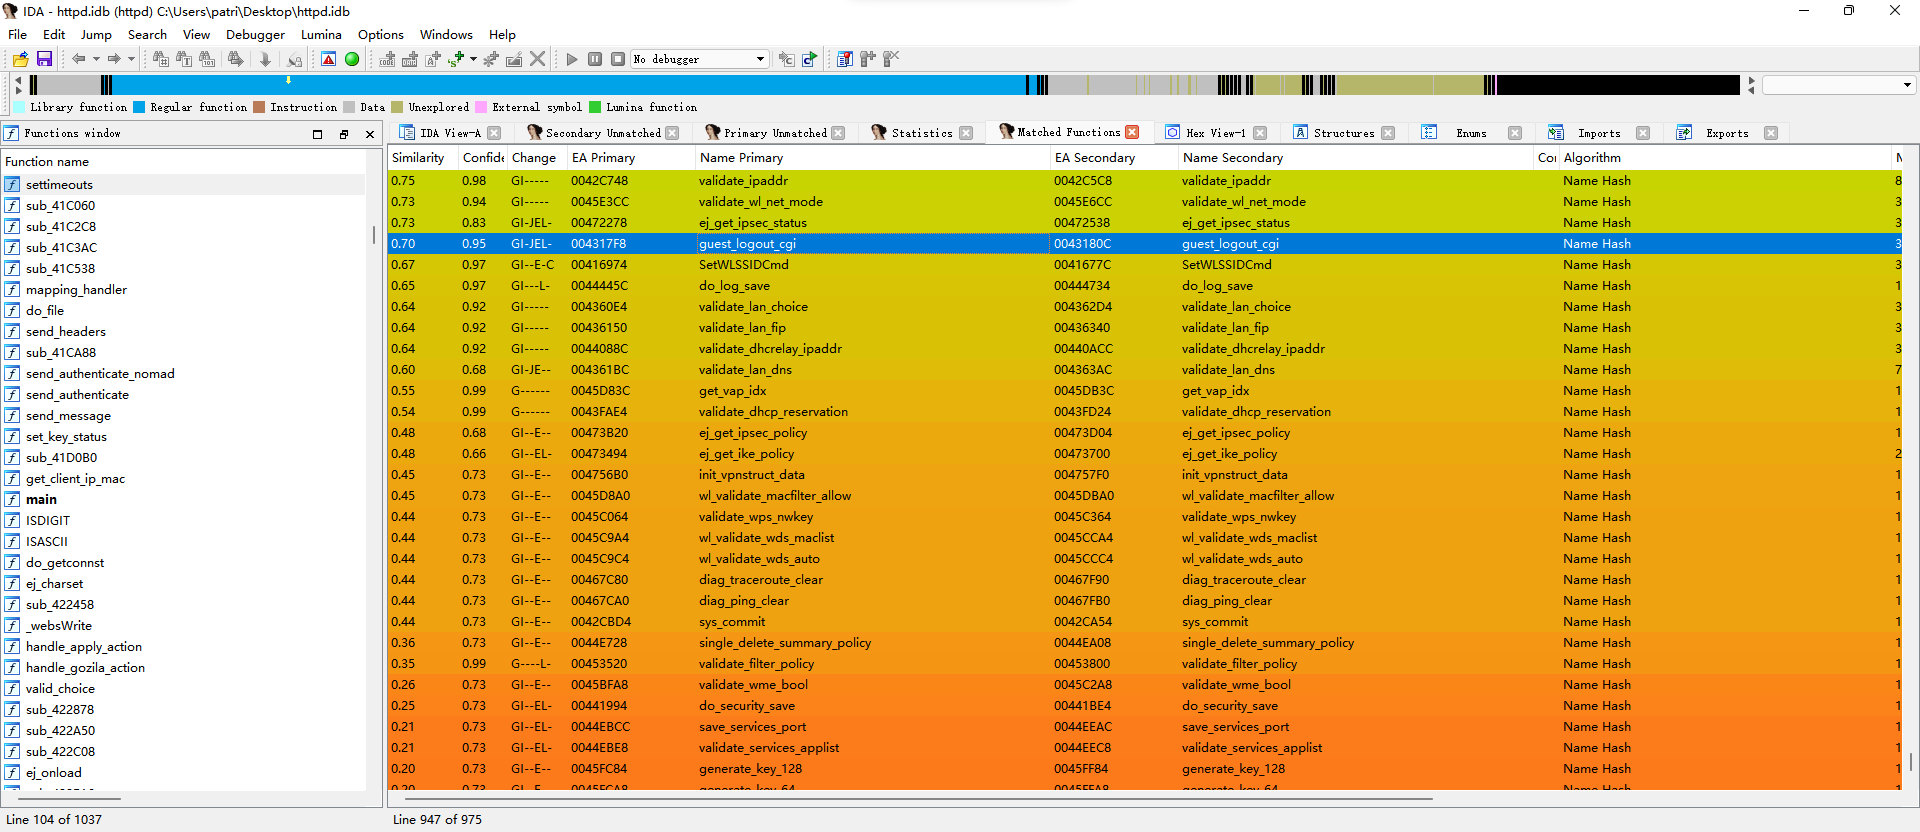 IDA - httpd.idb (httpd) C:\Users\patri\Desktop\httpd.idb
File Edit Jump Search View Debugger Lumina Options Windows Help
No debugger
Library function Regular function Instruction Data Unexplored External symbol Lumina function
Functions window
IDA View-A Secondary Unmatched Primary Unmatched Statistics Matched Functions Hex View-1 Structures Enums Imports Exports
Function name
settimeouts
sub_41C060
sub_41C2C8
sub_41C3AC
sub_41C538
mapping_handler
do_file
send_headers
sub_41CA88
send_authenticate_nomad
send_authenticate
send_message
set_key_status
sub_41D0B0
get_client_ip_mac
main
ISDIGIT
ISASCII
do_getconnst
ej_charset
sub_422458
_websWrite
handle_apply_action
handle_gozila_action
valid_choice
sub_422878
sub_422A50
sub_422C08
ej_onload
Line 104 of 1037
Similarity Confide Change EA Primary Name Primary EA Secondary Name Secondary Coi Algorithm
0.75 0.98 GI----- 0042C748 validate_ipaddr 0042C5C8 validate_ipaddr Name Hash 8
0.73 0.94 GI----- 0045E3CC validate_wl_net_mode 0045E6CC validate_wl_net_mode Name Hash 3
0.73 0.83 GI-JEL- 00472278 ej_get_ipsec_status 00472538 ej_get_ipsec_status Name Hash 3
0.70 0.95 GI-JEL- 004317F8 guest_logout_cgi 0043180C guest_logout_cgi Name Hash 3
0.67 0.97 GI--E-C 00416974 SetWLSSIDCmd 0041677C SetWLSSIDCmd Name Hash 3
0.65 0.97 GI---L- 0044445C do_log_save 00444734 do_log_save Name Hash 1
0.64 0.92 GI----- 004360E4 validate_lan_choice 004362D4 validate_lan_choice Name Hash 3
0.64 0.92 GI----- 00436150 validate_lan_fip 00436340 validate_lan_fip Name Hash 3
0.64 0.92 GI----- 0044088C validate_dhcrelay_ipaddr 00440ACC validate_dhcrelay_ipaddr Name Hash 3
0.60 0.68 GI-JE-- 004361BC validate_lan_dns 004363AC validate_lan_dns Name Hash 7
0.55 0.99 G------ 0045D83C get_vap_idx 0045DB3C get_vap_idx Name Hash 1
0.54 0.99 G------ 0043FAE4 validate_dhcp_reservation 0043FD24 validate_dhcp_reservation Name Hash 1
0.48 0.68 GI--E-- 00473B20 ej_get_ipsec_policy 00473D04 ej_get_ipsec_policy Name Hash 1
0.48 0.66 GI--EL- 00473494 ej_get_ike_policy 00473700 ej_get_ike_policy Name Hash 2
0.45 0.73 GI--E-- 004756B0 init_vpnstruct_data 004757F0 init_vpnstruct_data Name Hash 1
0.45 0.73 GI--E-- 0045D8A0 wl_validate_macfilter_allow 0045DBA0 wl_validate_macfilter_allow Name Hash 1
0.44 0.73 GI--E-- 0045C064 validate_wps_nwkey 0045C364 validate_wps_nwkey Name Hash 1
0.44 0.73 GI--E-- 0045C9A4 wl_validate_wds_maclist 0045CCA4 wl_validate_wds_maclist Name Hash 1
0.44 0.73 GI--E-- 0045C9C4 wl_validate_wds_auto 0045CCC4 wl_validate_wds_auto Name Hash 1
0.44 0.73 GI--E-- 00467C80 diag_traceroute_clear 00467F90 diag_traceroute_clear Name Hash 1
0.44 0.73 GI--E-- 00467CA0 diag_ping_clear 00467FB0 diag_ping_clear Name Hash 1
0.44 0.73 GI--E-- 0042CBD4 sys_commit 0042CA54 sys_commit Name Hash 1
0.36 0.73 GI--E-- 0044E728 single_delete_summary_policy 0044EA08 single_delete_summary_policy Name Hash 1
0.35 0.99 G----L- 00453520 validate_filter_policy 00453800 validate_filter_policy Name Hash 1
0.26 0.73 GI--E-- 0045BFA8 validate_wme_bool 0045C2A8 validate_wme_bool Name Hash 1
0.25 0.73 GI--EL- 00441994 do_security_save 00441BE4 do_security_save Name Hash 1
0.21 0.73 GI--EL- 0044EBCC save_services_port 0044EEAC save_services_port Name Hash 1
0.21 0.73 GI--EL- 0044EBE8 validate_services_applist 0044EEC8 validate_services_applist Name Hash 1
0.20 0.73 GI--E-- 0045FC84 generate_key_128 0045FF84 generate_key_128 Name Hash 1
Line 947 of 975